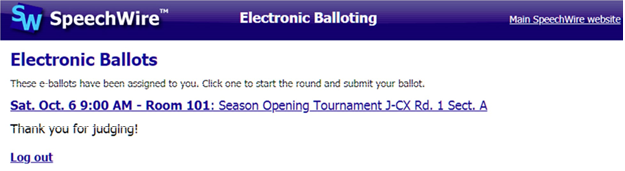 SW SpeechWire™ Electronic Balloting Main SpeechWire website
Electronic Ballots
These e-ballots have been assigned to you. Click one to start the round and submit your ballot.
Sat. Oct. 6 9:00 AM - Room 101: Season Opening Tournament J-CX Rd. 1 Sect. A
Thank you for judging!
Log out